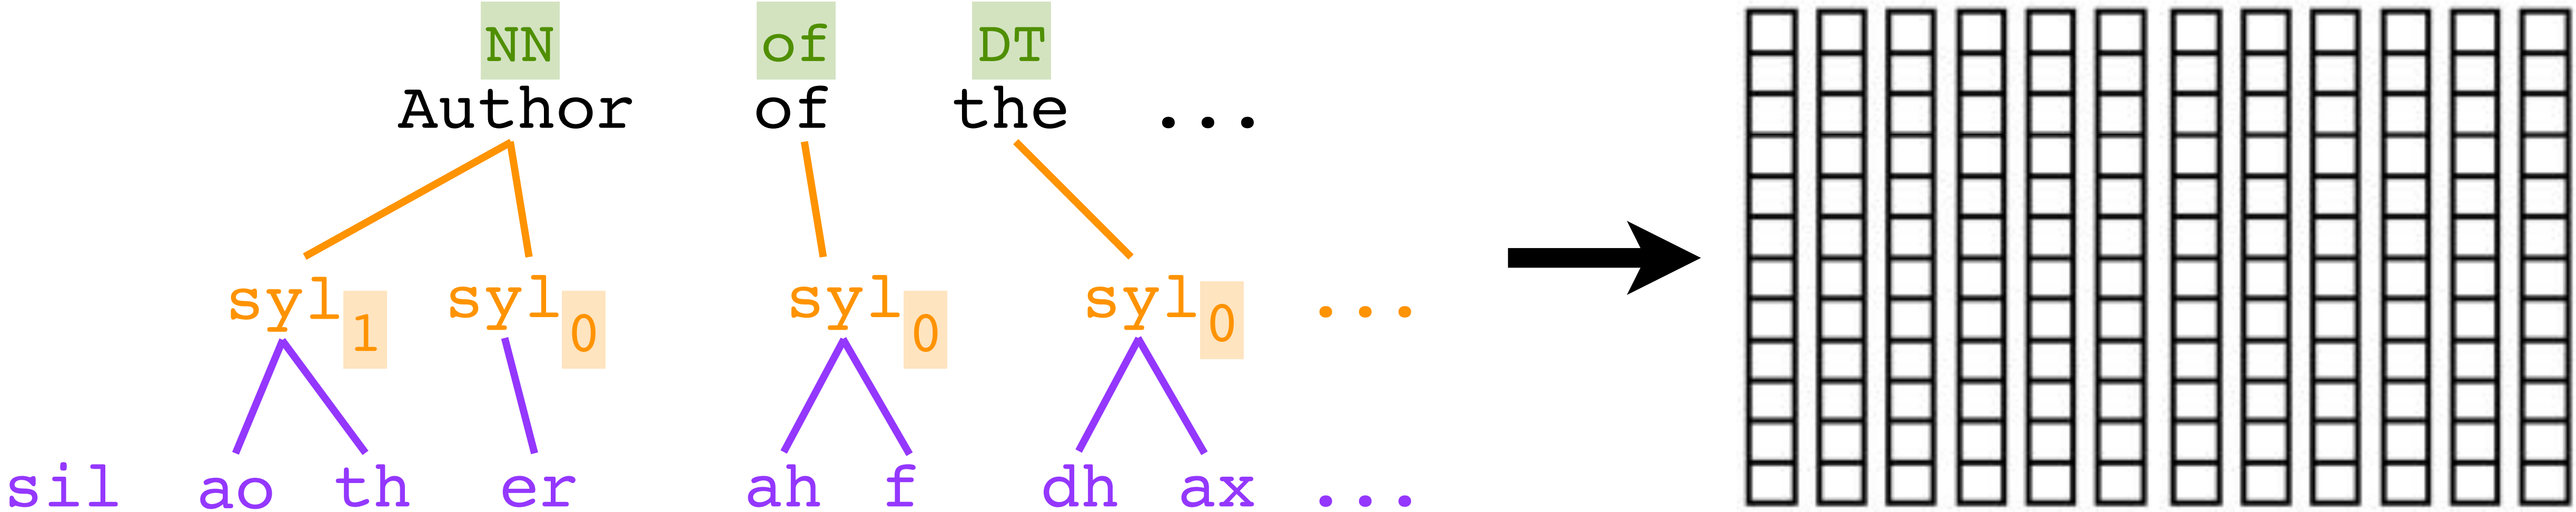 NN of DT
Author of the ...
syl1 syl0 syl0 syl0 ...
sil ao th er ah f dh ax ...